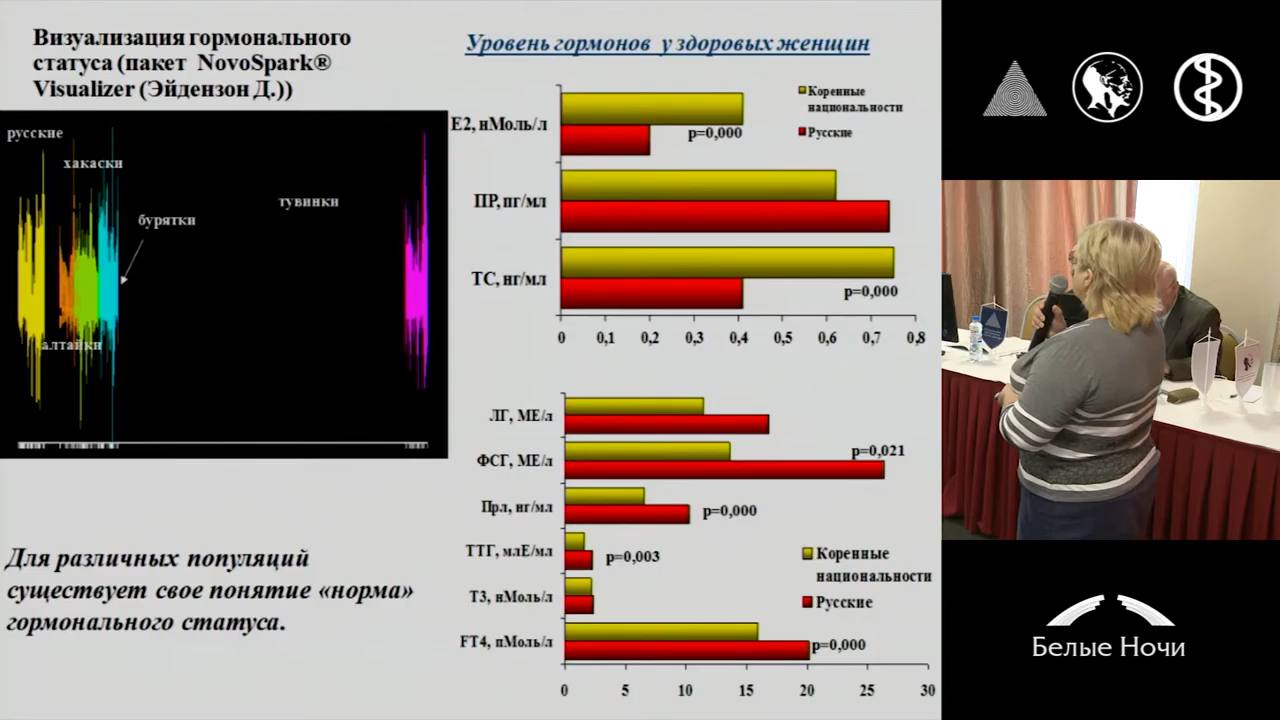 Визуализация гормонального
статуса (пакет NovoSpark®
Visualizer (Эйдензон Д.))
русские
хакаски
бурятки
тувинки
алтайки
Для различных популяций
существует свое понятие «норма»
гормонального статуса.
Уровень гормонов у здоровых женщин
Коренные
национальности
Русские
E2, нМоль/л
p=0,000
ПР, пг/мл
ТС, нг/мл
p=0,000
0 0,1 0,2 0,3 0,4 0,5 0,6 0,7 0,8
ЛГ, МЕ/л
ФСГ, МЕ/л
p=0,021
Прл, нг/мл
p=0,000
ТТГ, млЕ/мл
p=0,003
Т3, нМоль/л
FT4, пМоль/л
p=0,000
Коренные
национальности
Русские
0 5 10 15 20 25 30
Белые Ночи